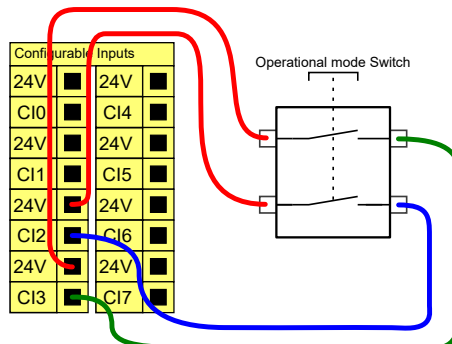 Configurable Inputs
Operational mode Switch
24V 24V
CI0 CI4
24V 24V
CI1 CI5
24V 24V
CI2 CI6
24V 24V
CI3 CI7